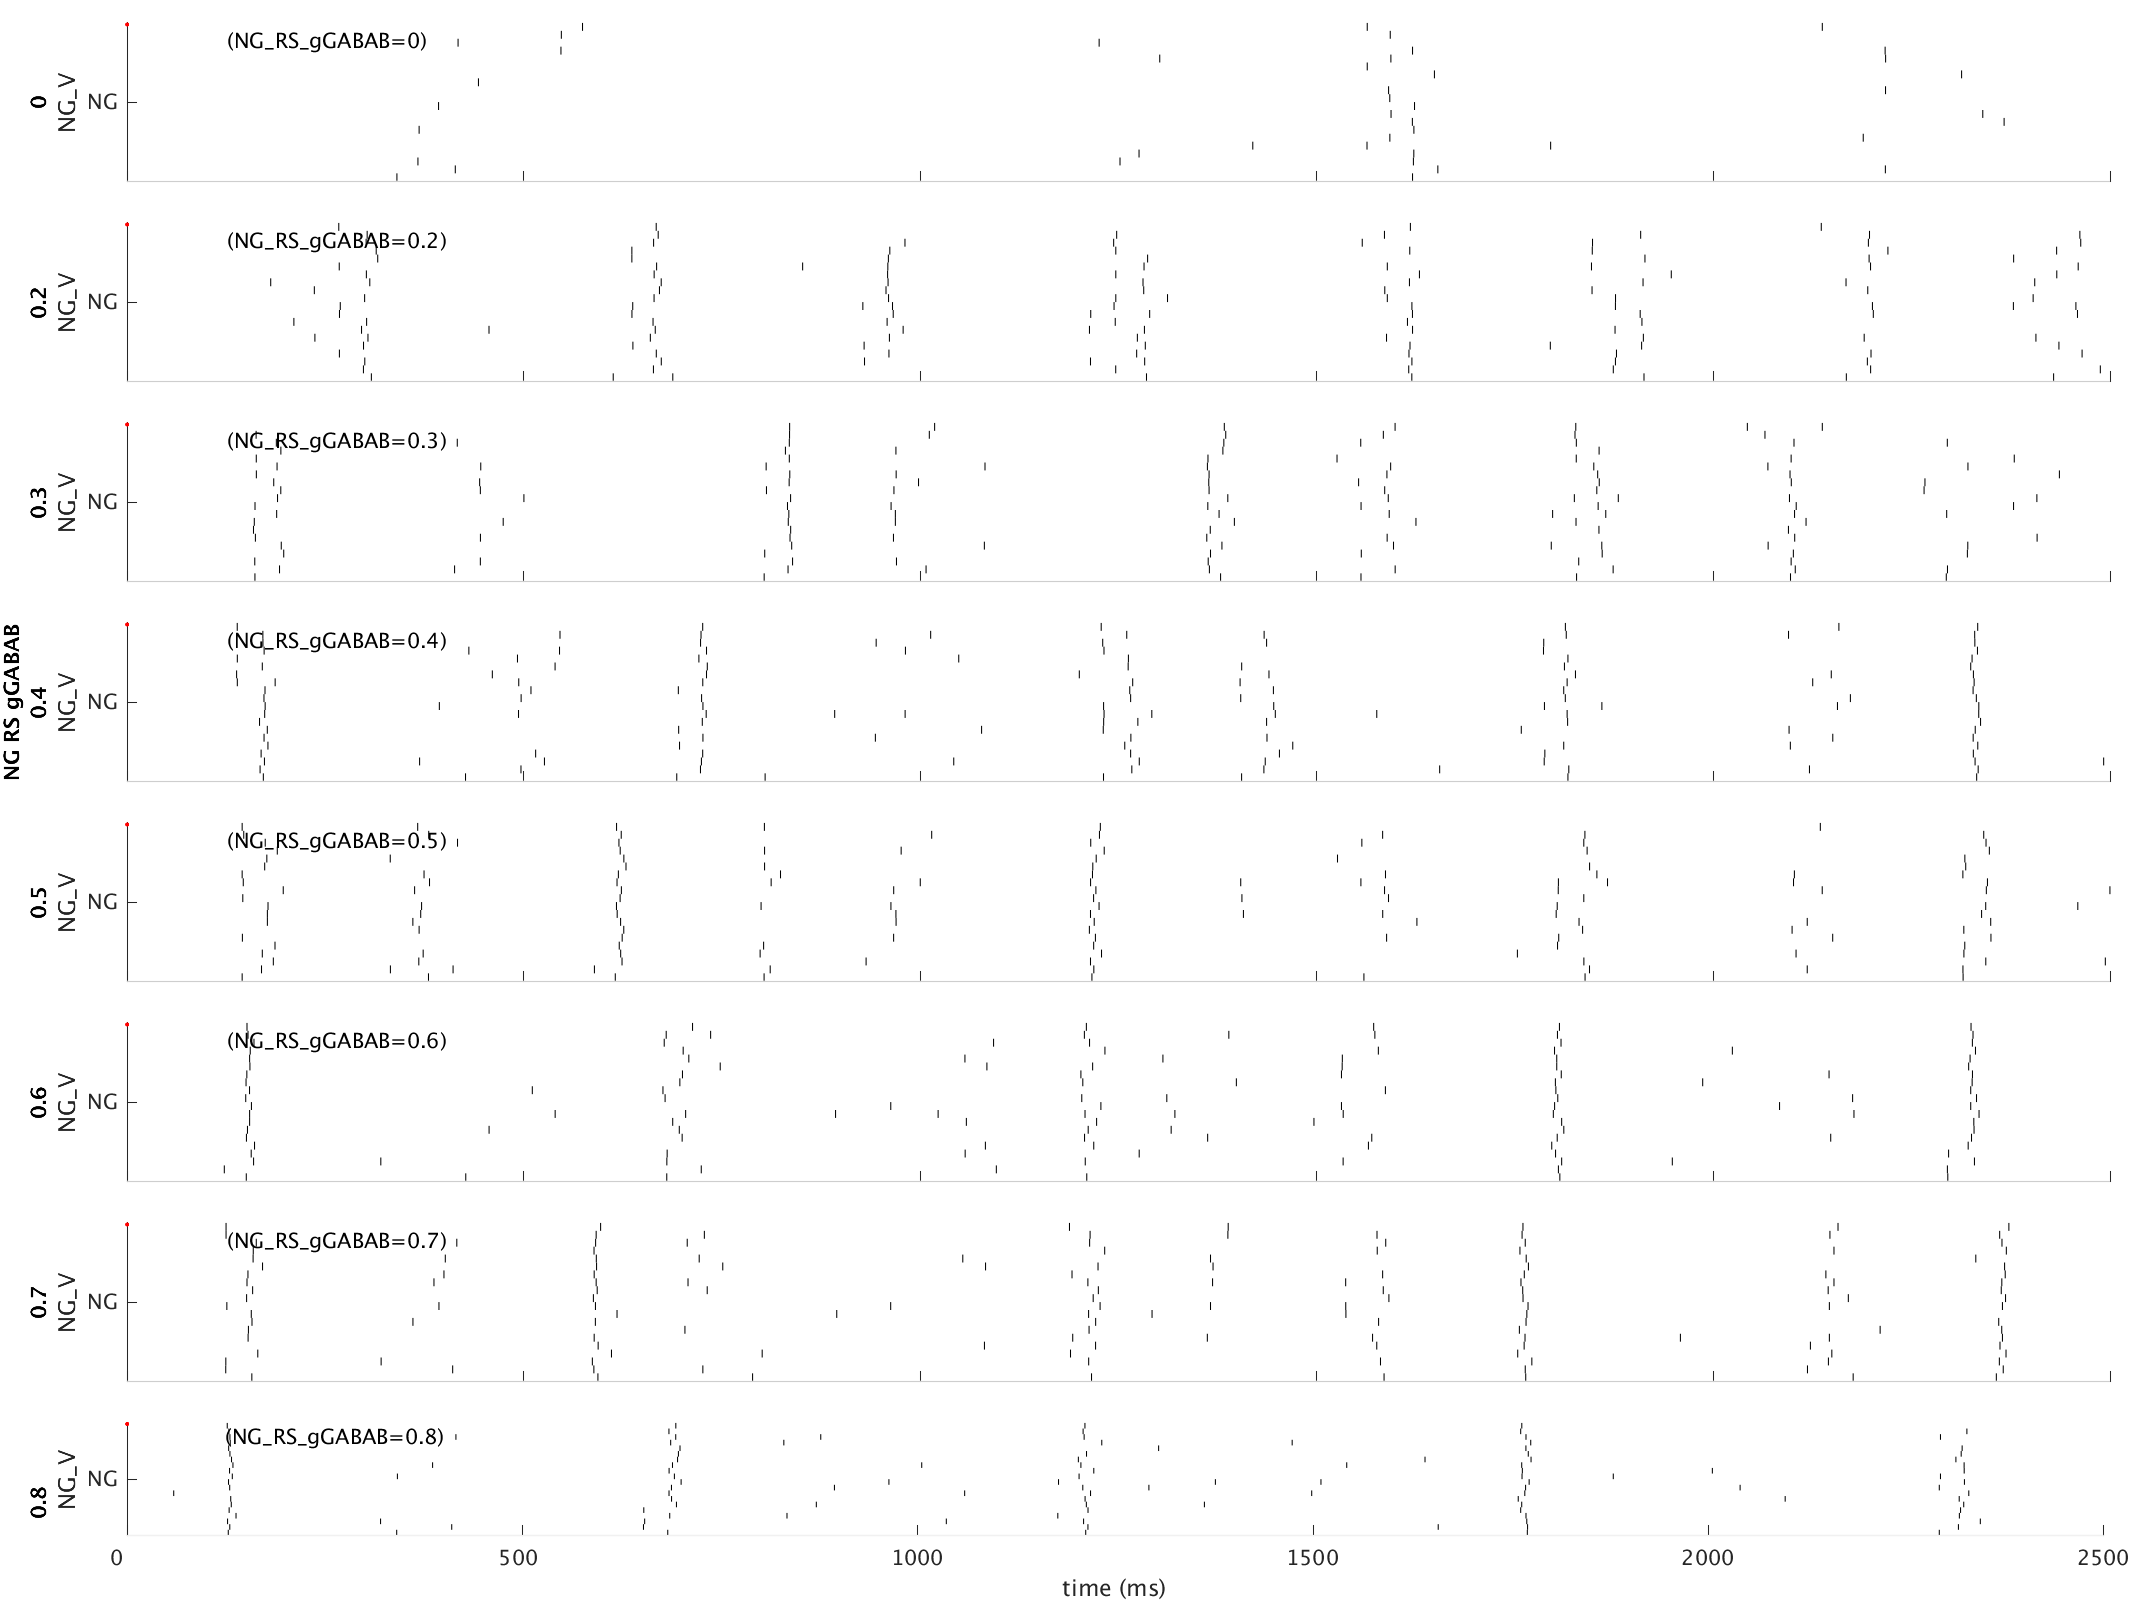 NG RS gGABAB
0
NG_V
NG
(NG_RS_gGABAB=0)
0.2
NG_V
NG
(NG_RS_gGABAB=0.2)
0.3
NG_V
NG
(NG_RS_gGABAB=0.3)
0.4
NG_V
NG
(NG_RS_gGABAB=0.4)
0.5
NG_V
NG
(NG_RS_gGABAB=0.5)
0.6
NG_V
NG
(NG_RS_gGABAB=0.6)
0.7
NG_V
NG
(NG_RS_gGABAB=0.7)
0.8
NG_V
NG
(NG_RS_gGABAB=0.8)
0 500 1000 1500 2000 2500
time (ms)